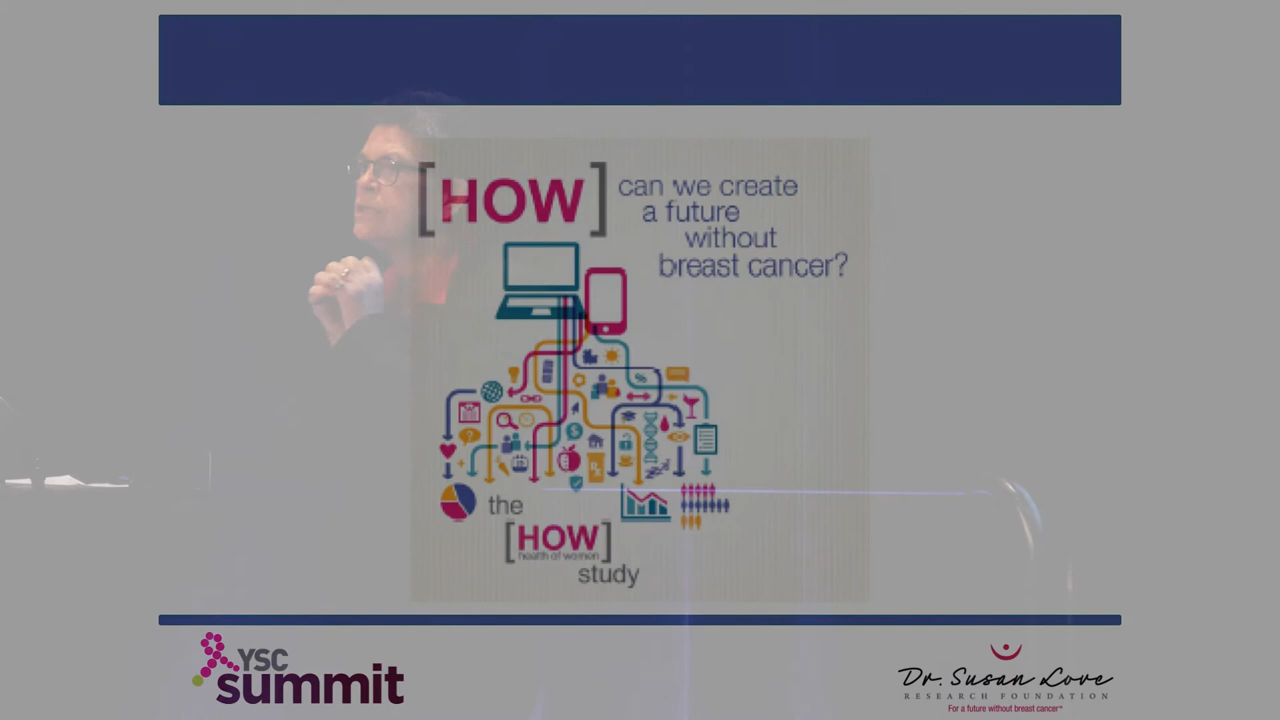 [HOW]
can we create
a future
without
breast cancer?
the
[HOW]
health of women
study
YSC
summit
Dr. Susan Love
RESEARCH FOUNDATION
For a future without breast cancer™